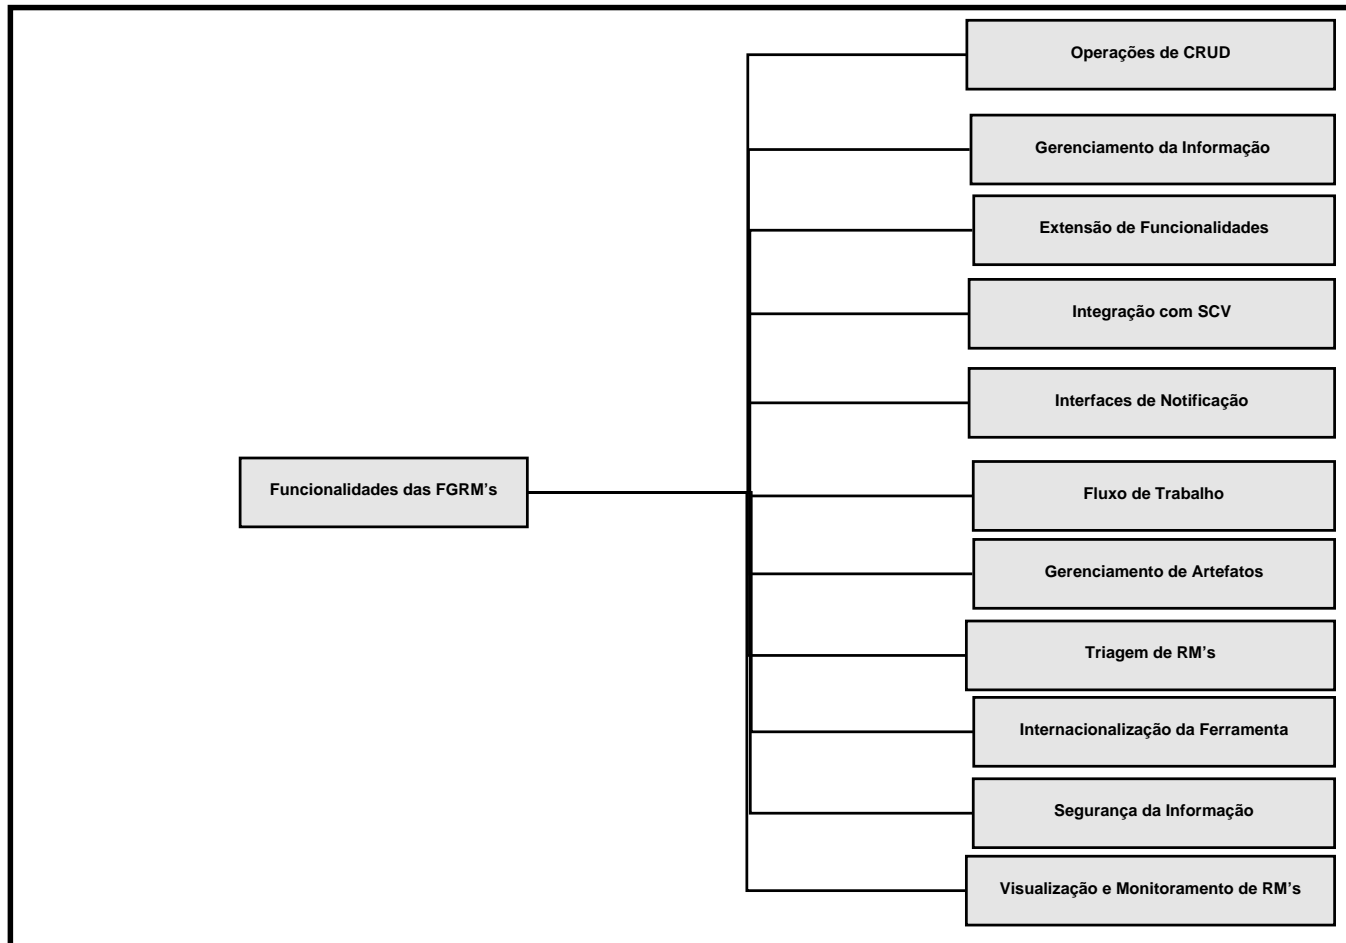 Operações de CRUD
Gerenciamento da Informação
Extensão de Funcionalidades
Integração com SCV
Interfaces de Notificação
Funcionalidades das FGRM’s
Fluxo de Trabalho
Gerenciamento de Artefatos
Triagem de RM’s
Internacionalização da Ferramenta
Segurança da Informação
Visualização e Monitoramento de RM’s